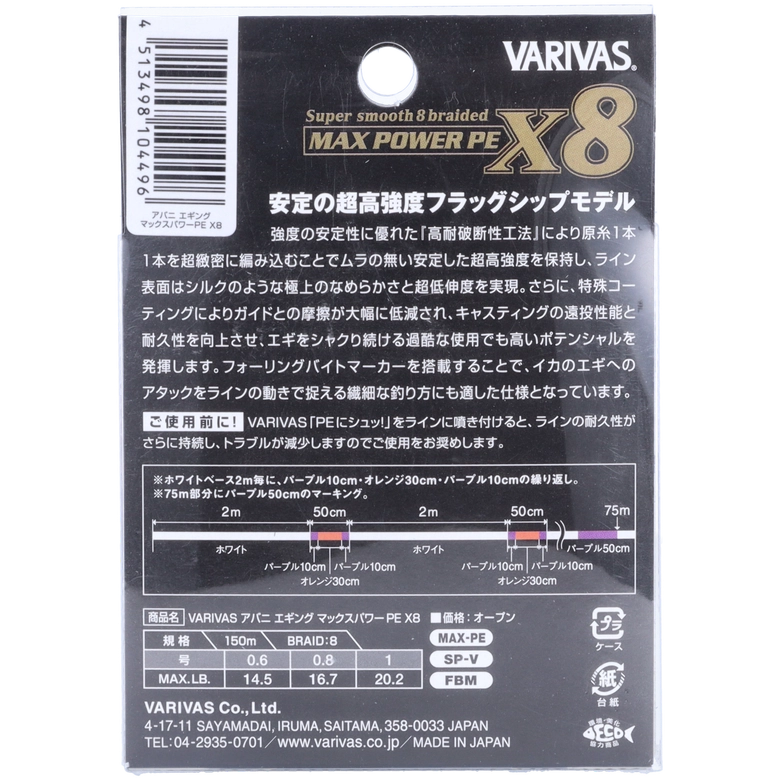 4 513498 104496
アバニ エギング
マックスパワーPE X8
VARIVAS®
Super smooth 8 braided
MAX POWER PE X8
安定の超高強度フラッグシップモデル
強度の安定性に優れた『高耐破断性工法』により原糸1本
1本を超緻密に編み込むことでムラの無い安定した超高強度を保持し、ライン
表面はシルクのような極上のなめらかさと超低伸度を実現。さらに、特殊コー
ティングによりガイドとの摩擦が大幅に低減され、キャスティングの遠投性能と
耐久性を向上させ、エギをシャクり続ける過酷な使用でも高いポテンシャルを
発揮します。フォーリングバイトマーカーを搭載することで、イカのエギへの
アタックをラインの動きで捉える繊細な釣り方にも適した仕様となっています。
ご使用前に! VARIVAS「PEにシュッ!」をラインに噴き付けると、ラインの耐久性が
さらに持続し、トラブルが減少しますのでご使用をお奨めします。
※ホワイトベース2m毎に、パープル10cm・オレンジ30cm・パープル10cmの繰り返し。
※75m部分にパープル50cmのマーキング。
2m 50cm 2m 50cm 75m
ホワイト ホワイト パープル50cm
パープル10cm パープル10cm パープル10cm パープル10cm
オレンジ30cm オレンジ30cm
商品名 VARIVAS アバニ エギング マックスパワーPE X8 ■価格:オープン
規格 150m BRAID:8
号 0.6 0.8 1
MAX.LB. 14.5 16.7 20.2
MAX-PE
SP-V
FBM
プラ
ケース
紙
台紙
環境・美化
ECO
協力商品
VARIVAS Co., Ltd.
4-17-11 SAYAMADAI, IRUMA, SAITAMA, 358-0033 JAPAN
TEL:04-2935-0701/www.varivas.co.jp/MADE IN JAPAN